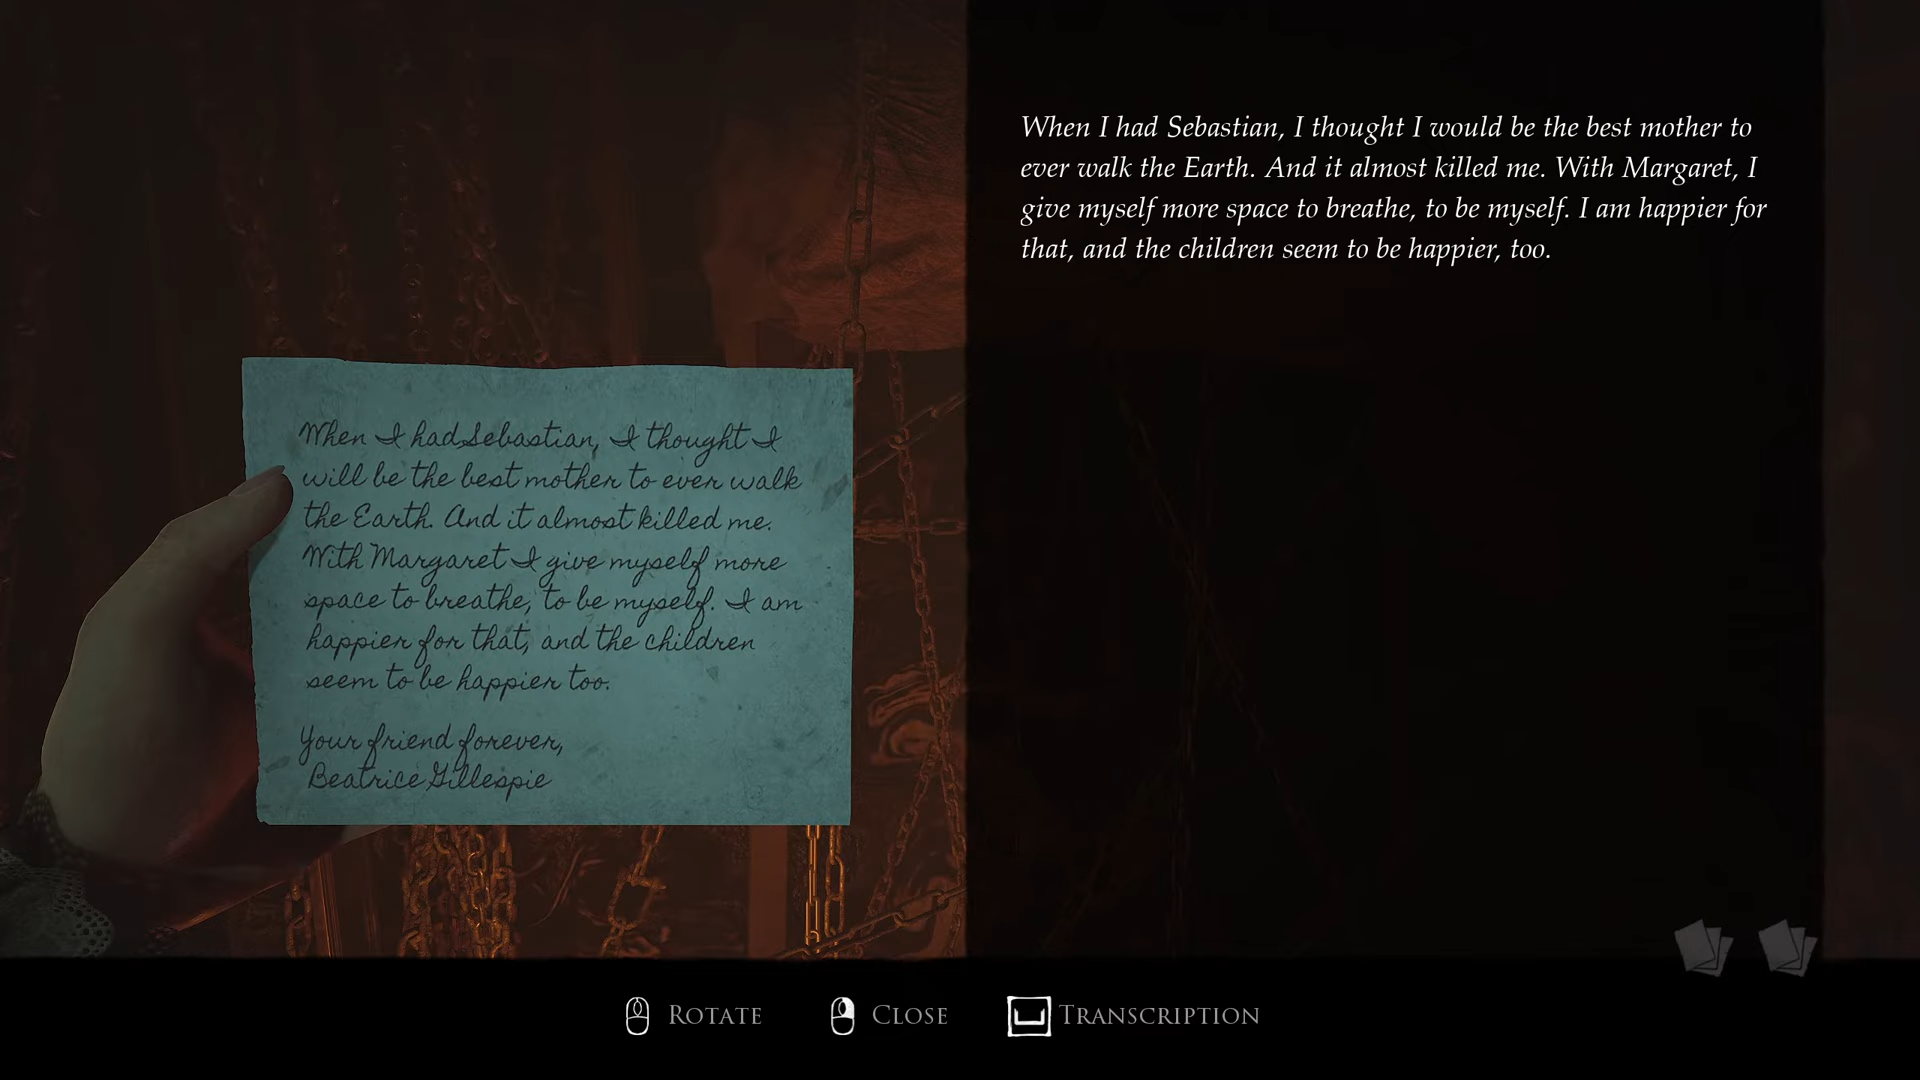 When I had Sebastian, I thought I
will be the best mother to ever walk
the Earth. And it almost killed me.
With Margaret I give myself more
space to breathe, to be myself. I am
happier for that, and the children
seem to be happier too.
Your friend forever,
Beatrice Gillespie
When I had Sebastian, I thought I would be the best mother to
ever walk the Earth. And it almost killed me. With Margaret, I
give myself more space to breathe, to be myself. I am happier for
that, and the children seem to be happier, too.
Rotate
Close
Transcription